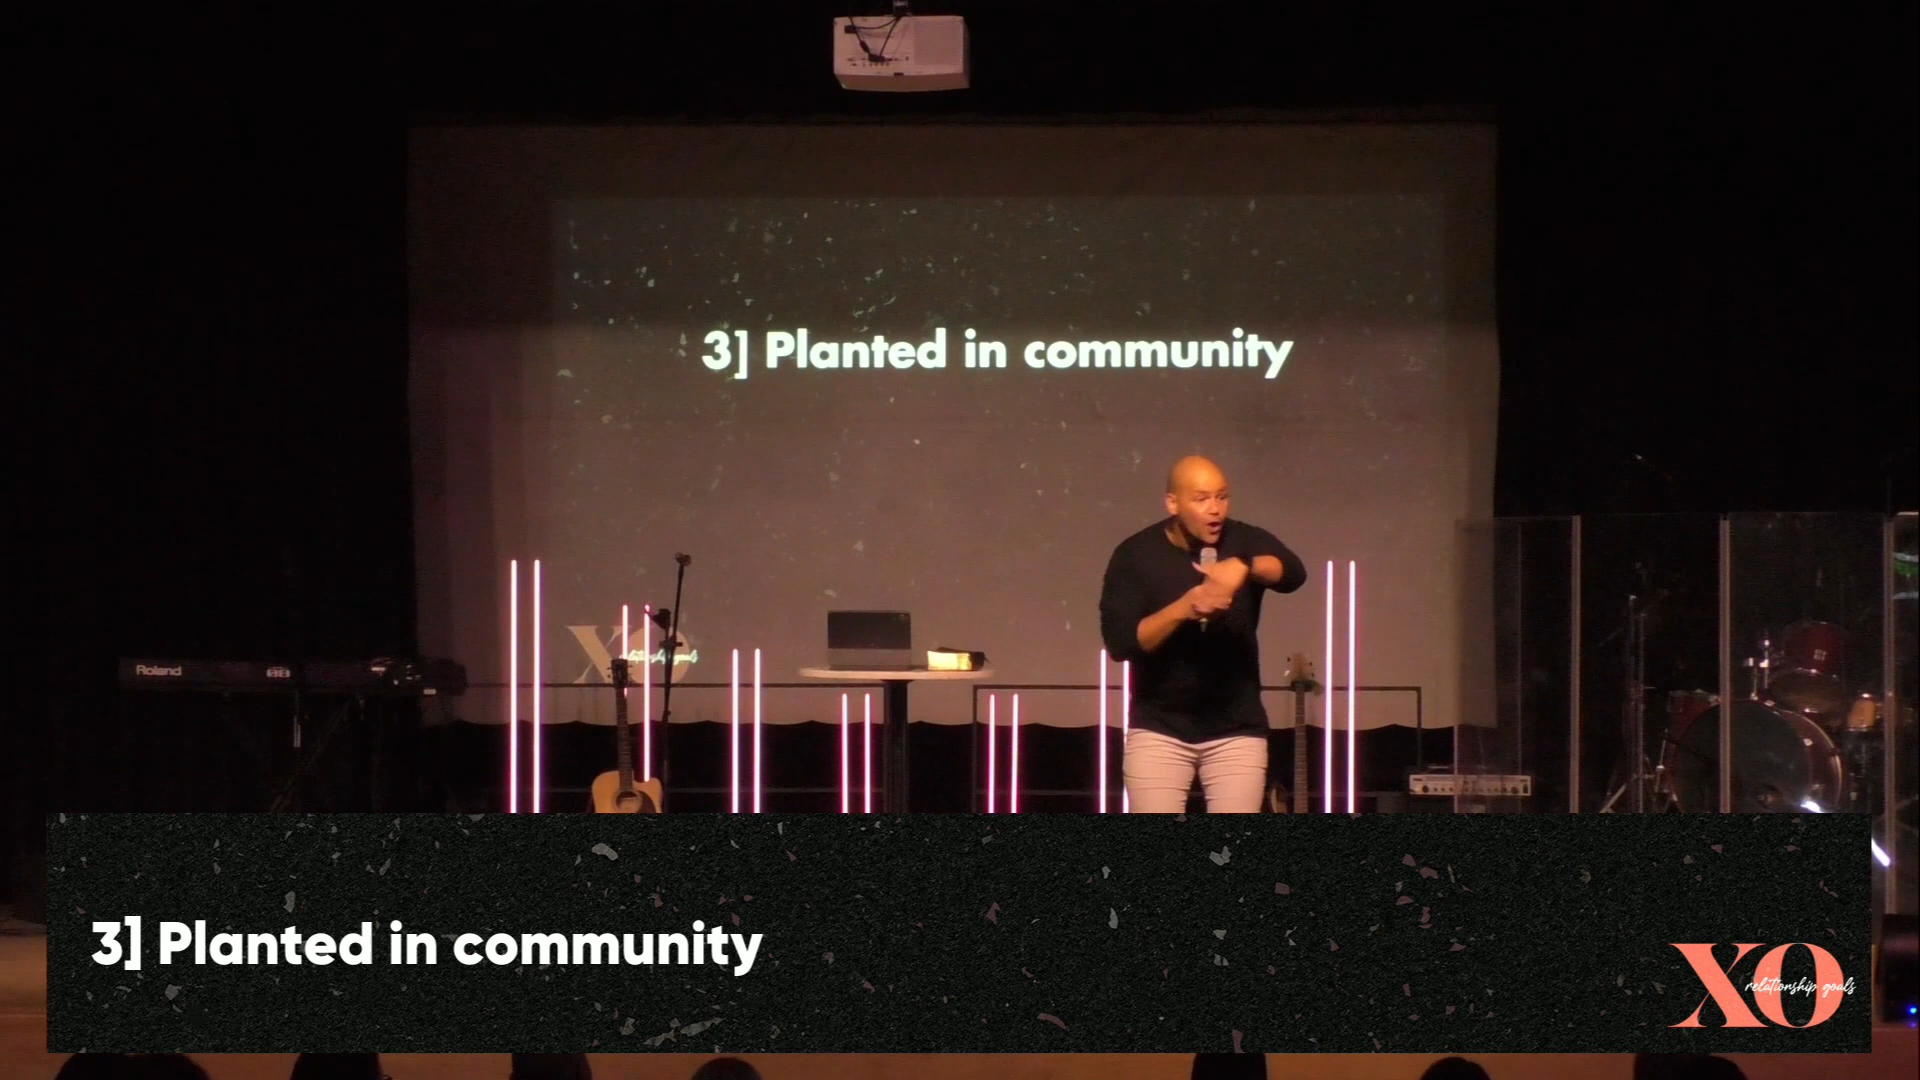 3] Planted in community
XO
relationship goals
Roland
3] Planted in community
XO
relationship goals